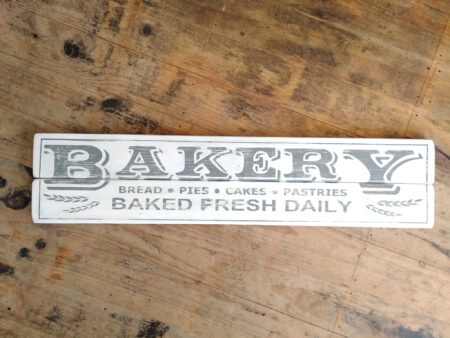 BAKERY
BREAD • PIES • CAKES • PASTRIES
BAKED FRESH DAILY